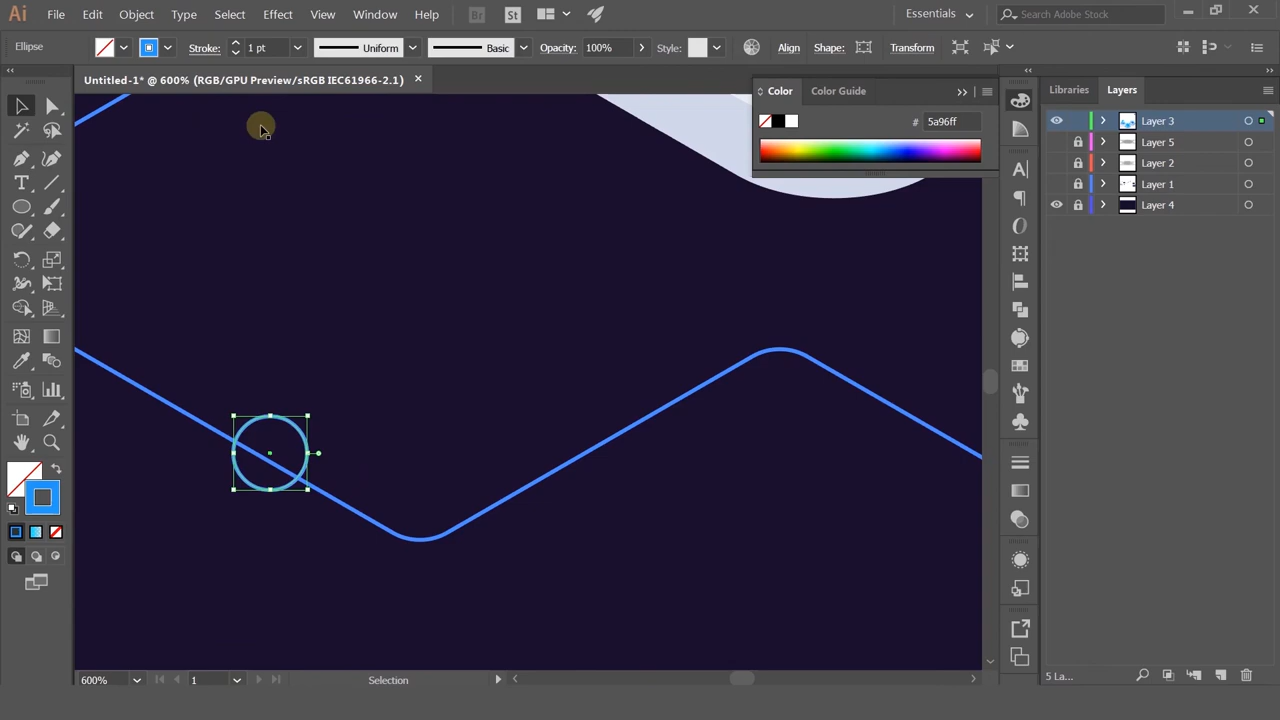 Ai File Edit Object Type Select Effect View Window Help Br St Essentials Search Adobe Stock
Ellipse Stroke: 1 pt Uniform Basic Opacity: 100% Style: Align Shape: Transform
Untitled-1* @ 600% (RGB/GPU Preview/sRGB IEC61966-2.1) ×
Color Color Guide
# 5a96ff
Libraries Layers
Layer 3
Layer 5
Layer 2
Layer 1
Layer 4
5 La...
600% 1 Selection